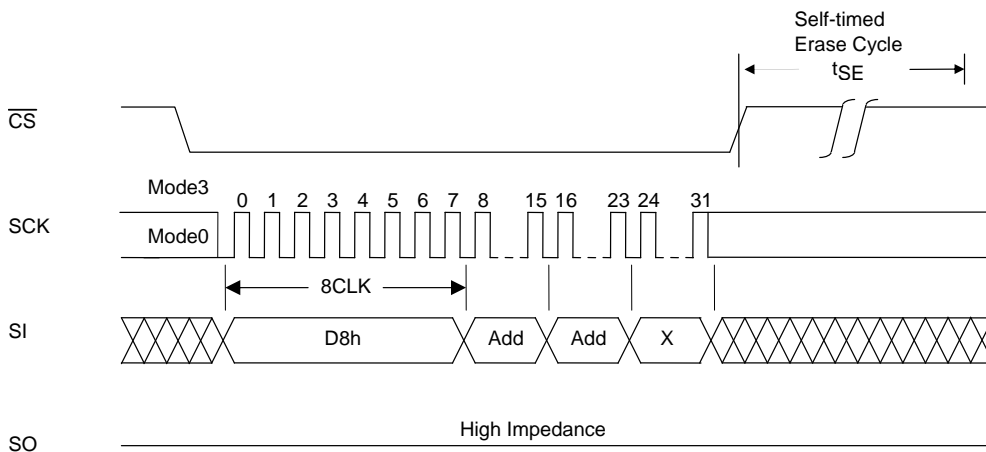 Self-timed
Erase Cycle
tSE
CS
Mode3
0 1 2 3 4 5 6 7 8 15 16 23 24 31
SCK
Mode0
8CLK
SI
D8h Add Add X
High Impedance
SO